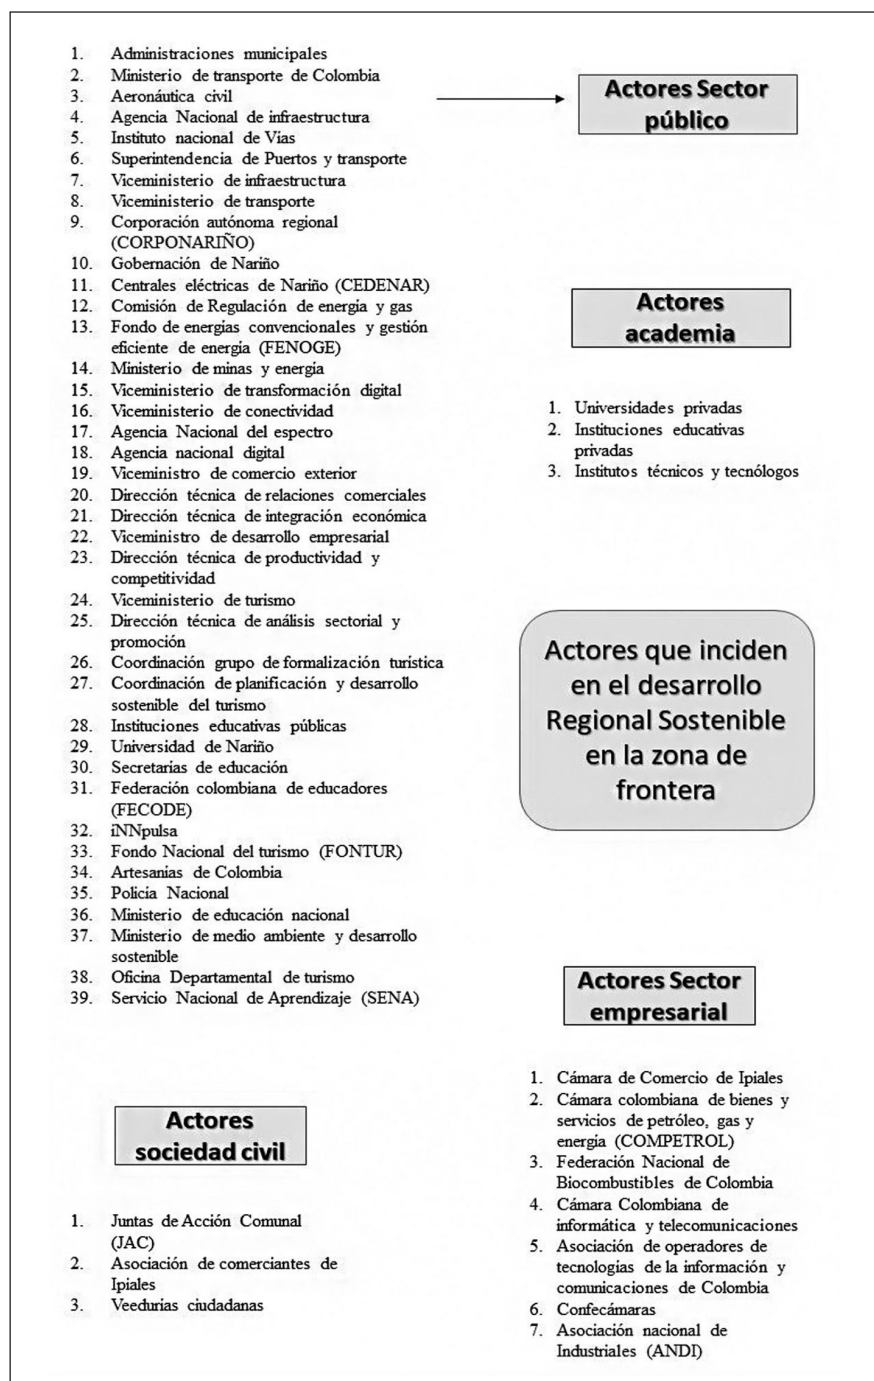 1. Administraciones municipales
2. Ministerio de transporte de Colombia
3. Aeronáutica civil
4. Agencia Nacional de infraestructura
5. Instituto nacional de Vías
6. Superintendencia de Puertos y transporte
7. Viceministerio de infraestructura
8. Viceministerio de transporte
9. Corporación autónoma regional
(CORPONARIÑO)
10. Gobernación de Nariño
11. Centrales eléctricas de Nariño (CEDENAR)
12. Comisión de Regulación de energía y gas
13. Fondo de energías convencionales y gestión
eficiente de energía (FENOGE)
14. Ministerio de minas y energía
15. Viceministerio de transformación digital
16. Viceministerio de conectividad
17. Agencia Nacional del espectro
18. Agencia nacional digital
19. Viceministro de comercio exterior
20. Dirección técnica de relaciones comerciales
21. Dirección técnica de integración económica
22. Viceministro de desarrollo empresarial
23. Dirección técnica de productividad y
competitividad
24. Viceministerio de turismo
25. Dirección técnica de análisis sectorial y
promoción
26. Coordinación grupo de formalización turística
27. Coordinación de planificación y desarrollo
sostenible del turismo
28. Instituciones educativas públicas
29. Universidad de Nariño
30. Secretarías de educación
31. Federación colombiana de educadores
(FECODE)
32. iNNpulsa
33. Fondo Nacional del turismo (FONTUR)
34. Artesanías de Colombia
35. Policía Nacional
36. Ministerio de educación nacional
37. Ministerio de medio ambiente y desarrollo
sostenible
38. Oficina Departamental de turismo
39. Servicio Nacional de Aprendizaje (SENA)
Actores Sector
público
Actores
academia
1. Universidades privadas
2. Instituciones educativas
privadas
3. Institutos técnicos y tecnólogos
Actores que inciden
en el desarrollo
Regional Sostenible
en la zona de
frontera
Actores
sociedad civil
1. Juntas de Acción Comunal
(JAC)
2. Asociación de comerciantes de
Ipiales
3. Veedurías ciudadanas
Actores Sector
empresarial
1. Cámara de Comercio de Ipiales
2. Cámara colombiana de bienes y
servicios de petróleo, gas y
energía (COMPETROL)
3. Federación Nacional de
Biocombustibles de Colombia
4. Cámara Colombiana de
informática y telecomunicaciones
5. Asociación de operadores de
tecnologías de la información y
comunicaciones de Colombia
6. Confecámaras
7. Asociación nacional de
Industriales (ANDI)